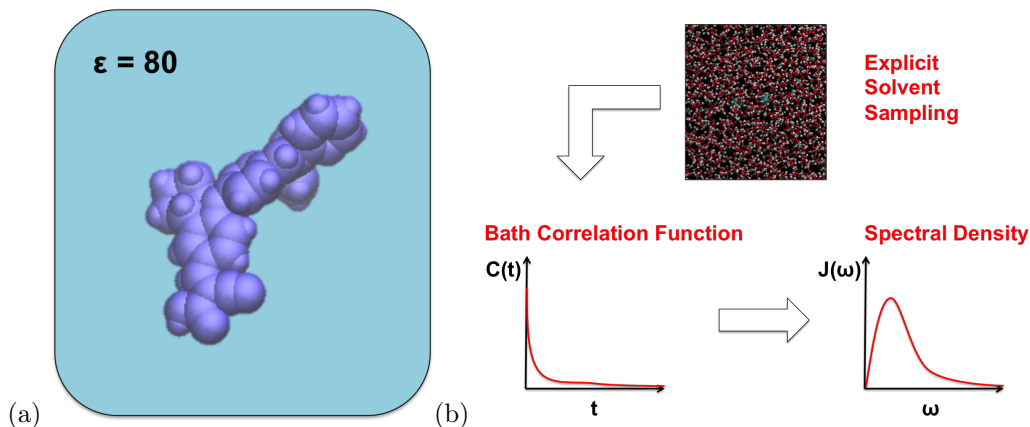 ε = 80
Explicit
Solvent
Sampling
Bath Correlation Function
Spectral Density
C(t)
J(ω)
t
ω
(a)
(b)